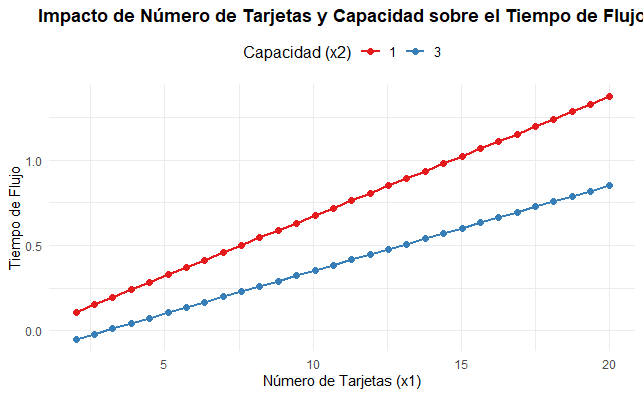 Impacto de Número de Tarjetas y Capacidad sobre el Tiempo de Flujo
Capacidad (x2) 1 3
Tiempo de Flujo
1.0
0.5
0.0
5 10 15 20
Número de Tarjetas (x1)